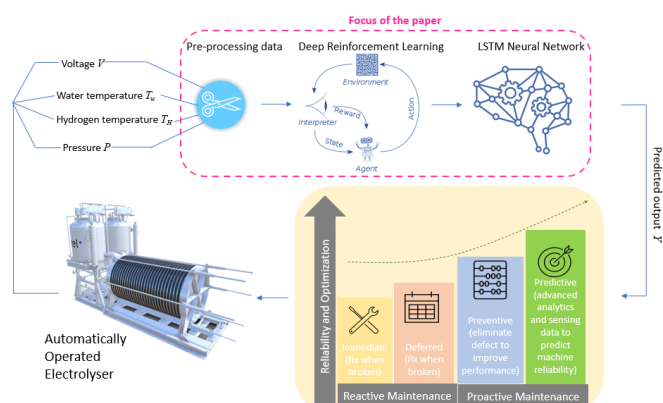 Focus of the paper
Pre-processing data
Deep Reinforcement Learning
LSTM Neural Network
Voltage V
Water temperature T_w
Hydrogen temperature T_H
Pressure P
Environment
Reward
Interpreter
Action
State
Agent
Predicted output Y
Reliability and Optimization
Immediate
(fix when
broken)
Deferred
(fix when
broken)
Preventive
(eliminate
defect to
improve
performance)
Predictive
(advanced
analytics
and sensing
data to
predict
machine
reliability)
Reactive Maintenance
Proactive Maintenance
Automatically
Operated
Electrolyser